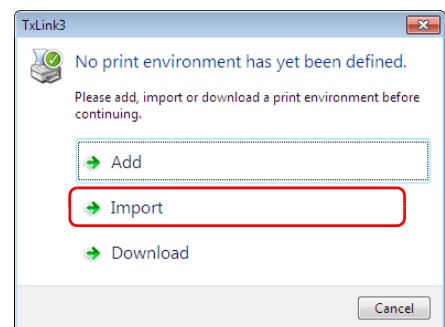 TxLink3
No print environment has yet been defined.
Please add, import or download a print environment before
continuing.
Add
Import
Download
Cancel